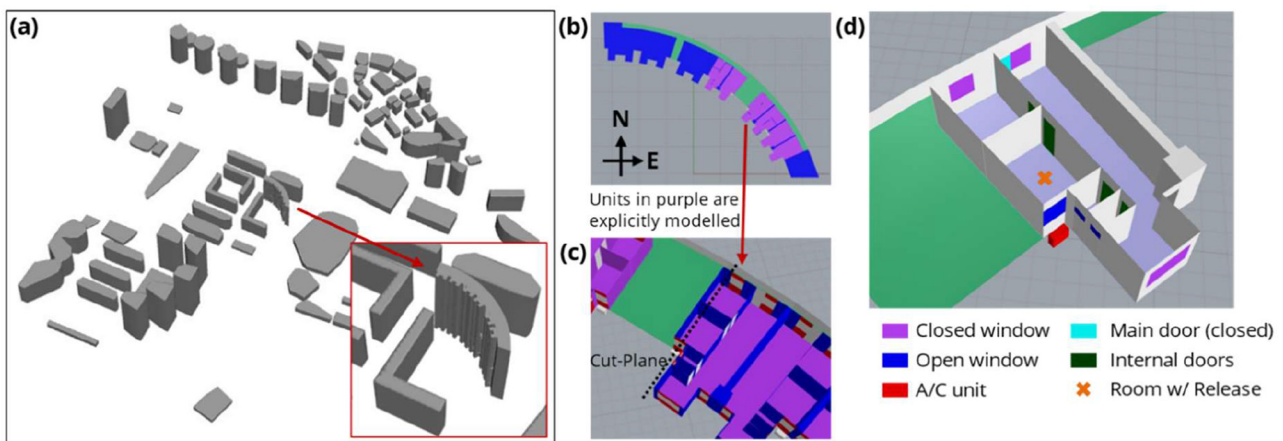 (a)
(b)
N
E
Units in purple are
explicitly modelled
(c)
Cut-Plane
(d)
Closed window
Open window
A/C unit
Main door (closed)
Internal doors
Room w/ Release